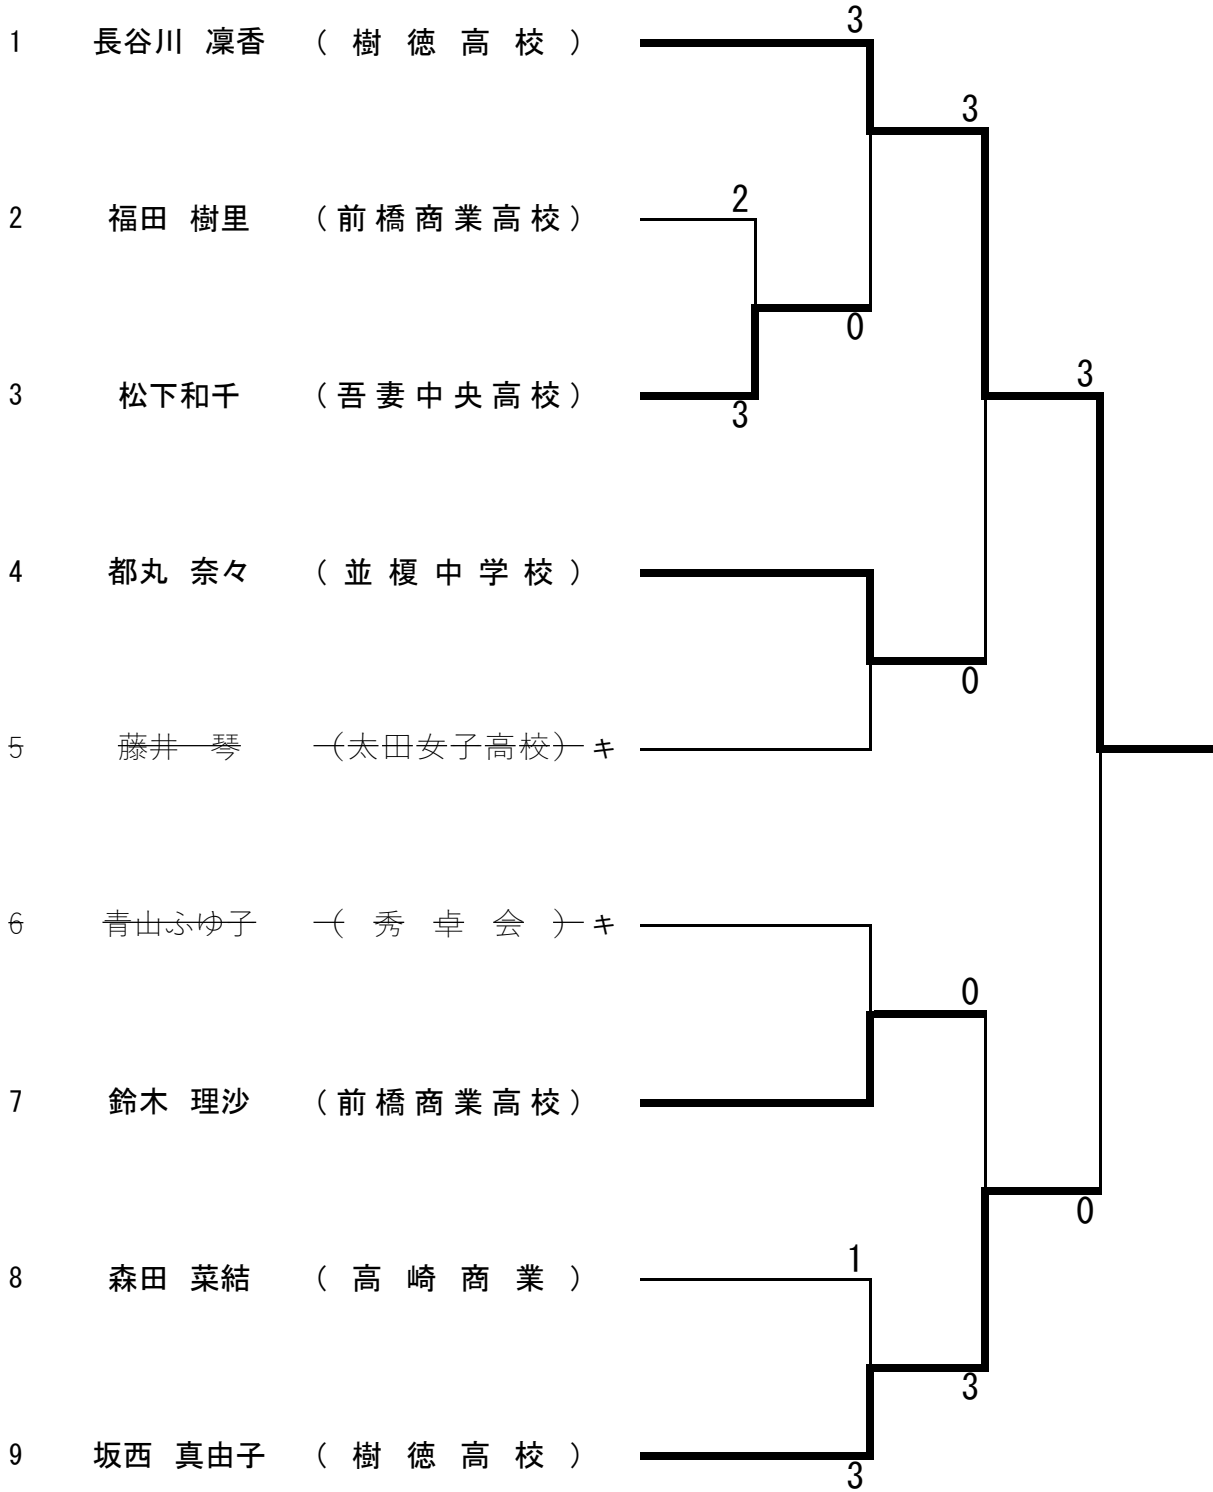 3
1 長谷川 凜香 （ 樹 徳 高 校 ）
3
2 福田 樹里 （前橋商業高校） 2
0
3 松下和千 （吾妻中央高校） 3
3
4 都丸 奈々 （ 並 榎 中 学 校 ）
0
5 藤井 琴 （太田女子高校） キ
6 青山ふゆ子 （ 秀 卓 会 ） キ
0
7 鈴木 理沙 （前橋商業高校）
0
8 森田 菜結 （ 高 崎 商 業 ） 1
3
9 坂西 真由子 （ 樹 徳 高 校 ）
3